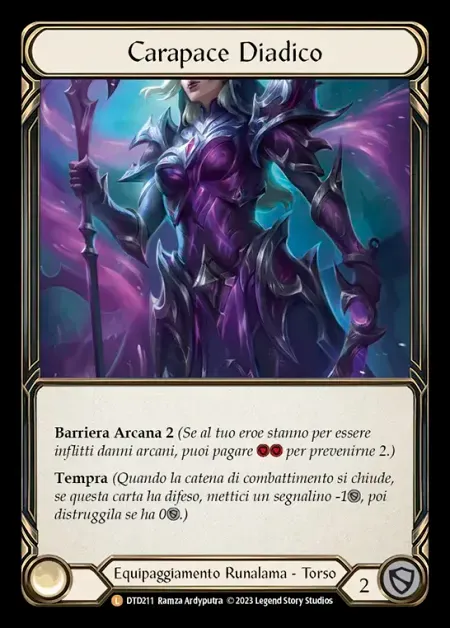 Carapace Diadico
Barriera Arcana 2 (Se al tuo eroe stanno per essere
inflitti danni arcani, puoi pagare per prevenirne 2.)
Tempra (Quando la catena di combattimento si chiude,
se questa carta ha difeso, mettici un segnalino -1, poi
distruggila se ha 0.)
Equipaggiamento Runalama - Torso
2
L DTD211 Ramza Ardyputra © 2023 Legend Story Studios